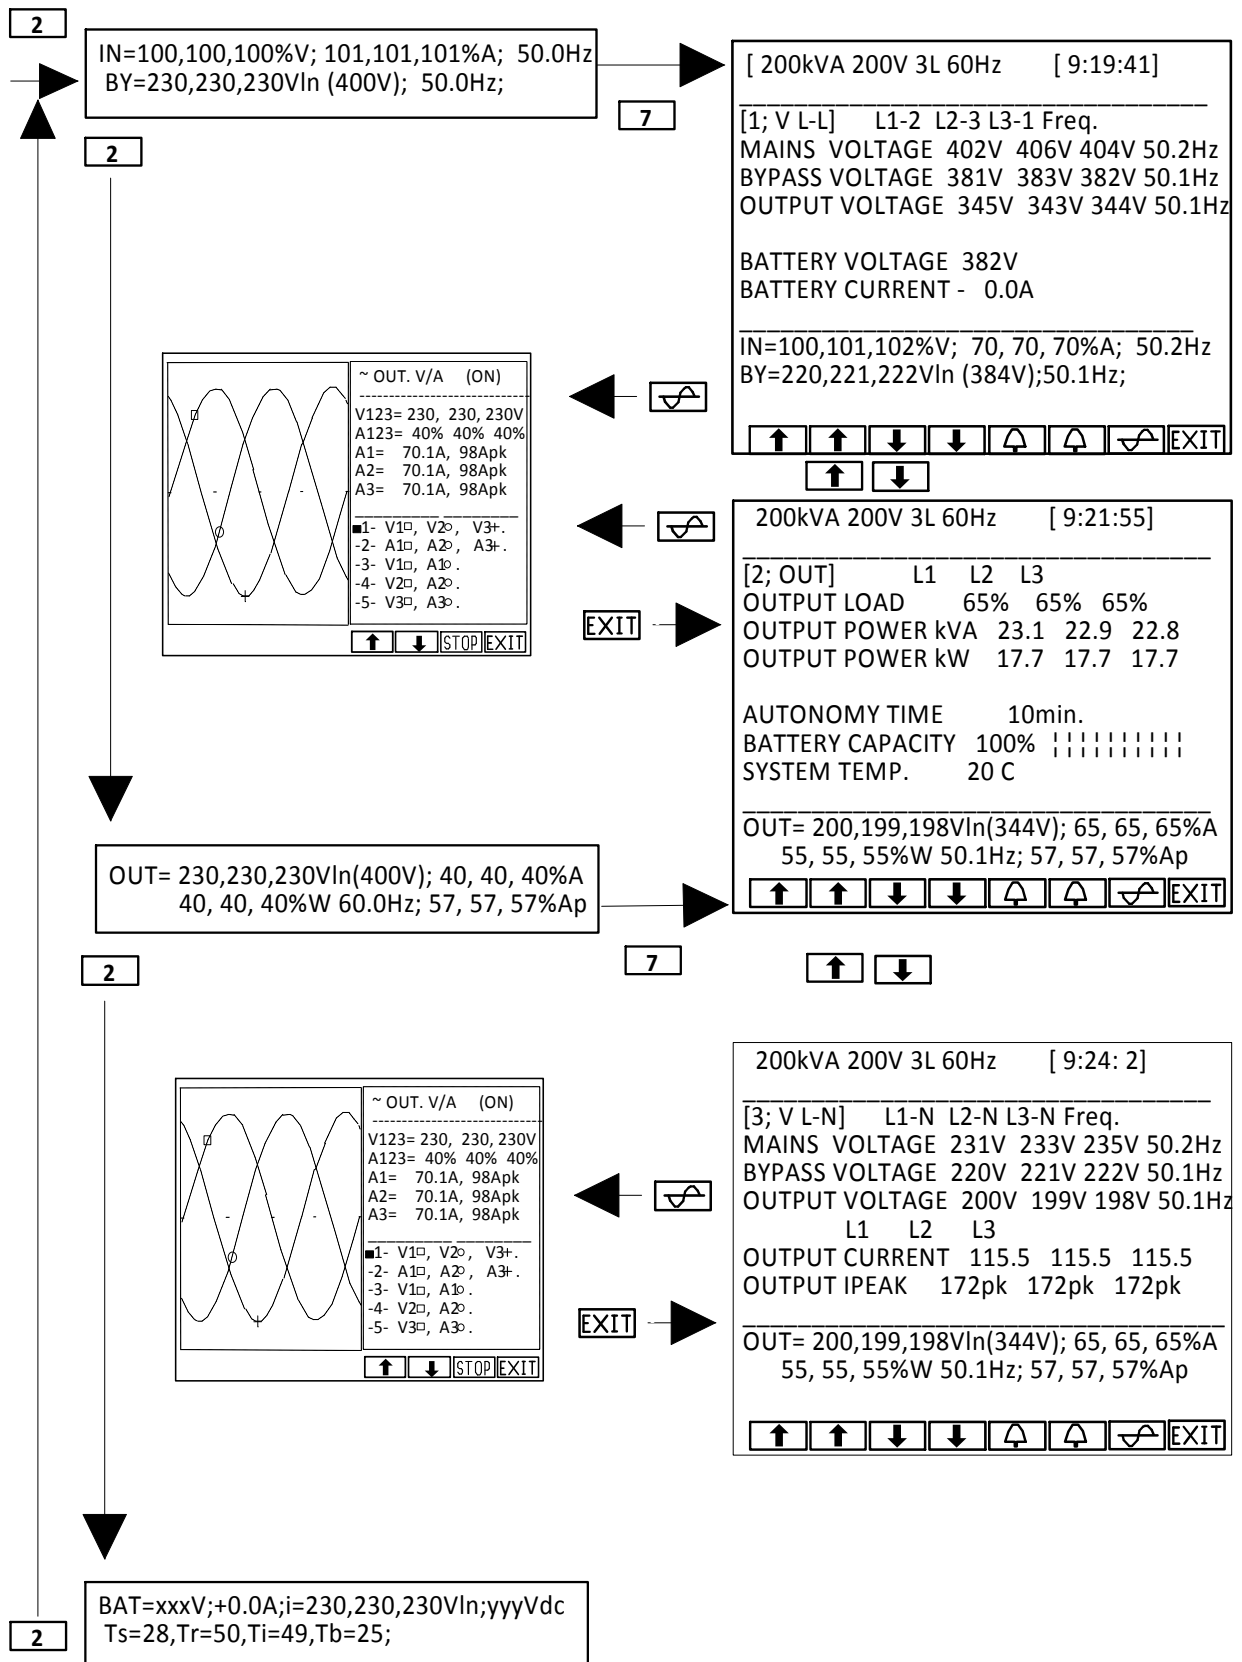 2
IN=100,100,100%V; 101,101,101%A; 50.0Hz
BY=230,230,230Vln (400V); 50.0Hz;
7
2
[ 200kVA 200V 3L 60Hz [ 9:19:41]
[1; V L-L] L1-2 L2-3 L3-1 Freq.
MAINS VOLTAGE 402V 406V 404V 50.2Hz
BYPASS VOLTAGE 381V 383V 382V 50.1Hz
OUTPUT VOLTAGE 345V 343V 344V 50.1Hz
BATTERY VOLTAGE 382V
BATTERY CURRENT - 0.0A
IN=100,101,102%V; 70, 70, 70%A; 50.2Hz
BY=220,221,222Vln (384V);50.1Hz;
EXIT
~ OUT. V/A (ON)
V123= 230, 230, 230V
A123= 40% 40% 40%
A1= 70.1A, 98Apk
A2= 70.1A, 98Apk
A3= 70.1A, 98Apk
■1- V1□, V2○, V3+.
-2- A1□, A2○, A3+.
-3- V1□, A1○.
-4- V2□, A2○.
-5- V3□, A3○.
STOP EXIT
EXIT
200kVA 200V 3L 60Hz [ 9:21:55]
[2; OUT] L1 L2 L3
OUTPUT LOAD 65% 65% 65%
OUTPUT POWER kVA 23.1 22.9 22.8
OUTPUT POWER kW 17.7 17.7 17.7
AUTONOMY TIME 10min.
BATTERY CAPACITY 100% ¦¦¦¦¦¦¦¦¦¦
SYSTEM TEMP. 20 C
OUT= 200,199,198Vln(344V); 65, 65, 65%A
55, 55, 55%W 50.1Hz; 57, 57, 57%Ap
EXIT
OUT= 230,230,230Vln(400V); 40, 40, 40%A
40, 40, 40%W 60.0Hz; 57, 57, 57%Ap
7
2
200kVA 200V 3L 60Hz [ 9:24: 2]
[3; V L-N] L1-N L2-N L3-N Freq.
MAINS VOLTAGE 231V 233V 235V 50.2Hz
BYPASS VOLTAGE 220V 221V 222V 50.1Hz
OUTPUT VOLTAGE 200V 199V 198V 50.1Hz
L1 L2 L3
OUTPUT CURRENT 115.5 115.5 115.5
OUTPUT IPEAK 172pk 172pk 172pk
OUT= 200,199,198Vln(344V); 65, 65, 65%A
55, 55, 55%W 50.1Hz; 57, 57, 57%Ap
EXIT
~ OUT. V/A (ON)
V123= 230, 230, 230V
A123= 40% 40% 40%
A1= 70.1A, 98Apk
A2= 70.1A, 98Apk
A3= 70.1A, 98Apk
■1- V1□, V2○, V3+.
-2- A1□, A2○, A3+.
-3- V1□, A1○.
-4- V2□, A2○.
-5- V3□, A3○.
STOP EXIT
EXIT
BAT=xxxV;+0.0A;i=230,230,230Vln;yyyVdc
Ts=28,Tr=50,Ti=49,Tb=25;
2